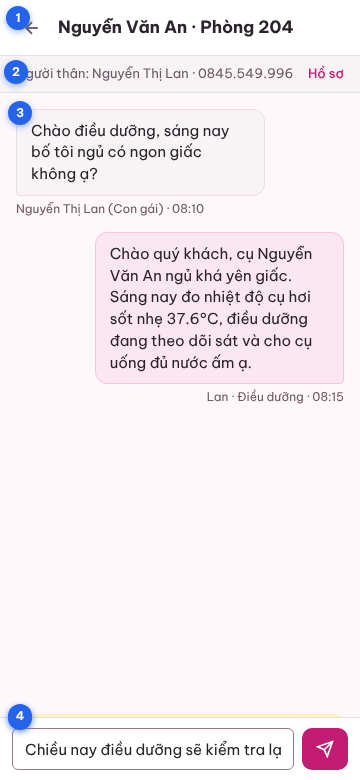 1
Nguyễn Văn An · Phòng 204
2
gười thân: Nguyễn Thị Lan · 0845.549.996 Hồ sơ
3
Chào điều dưỡng, sáng nay
bố tôi ngủ có ngon giấc
không ạ?
Nguyễn Thị Lan (Con gái) · 08:10
Chào quý khách, cụ Nguyễn
Văn An ngủ khá yên giấc.
Sáng nay đo nhiệt độ cụ hơi
sốt nhẹ 37.6°C, điều dưỡng
đang theo dõi sát và cho cụ
uống đủ nước ấm ạ.
Lan · Điều dưỡng · 08:15
4
Chiều nay điều dưỡng sẽ kiểm tra lạ